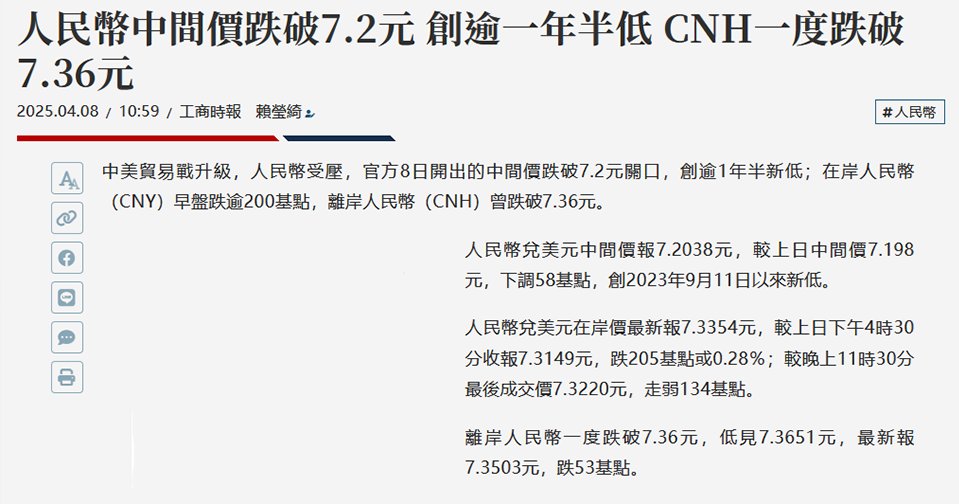 人民幣中間價跌破7.2元 創逾一年半低 CNH一度跌破
7.36元
2025.04.08 / 10:59 / 工商時報 賴瑩綺
#人民幣
中美貿易戰升級，人民幣受壓，官方8日開出的中間價跌破7.2元關口，創逾1年半新低；在岸人民幣
（CNY）早盤跌逾200基點，離岸人民幣（CNH）曾跌破7.36元。
人民幣兌美元中間價報7.2038元，較上日中間價7.198
元，下調58基點，創2023年9月11日以來新低。
人民幣兌美元在岸價最新報7.3354元，較上日下午4時30
分收報7.3149元，跌205基點或0.28%；較晚上11時30分
最後成交價7.3220元，走弱134基點。
離岸人民幣一度跌破7.36元，低見7.3651元，最新報
7.3503元，跌53基點。